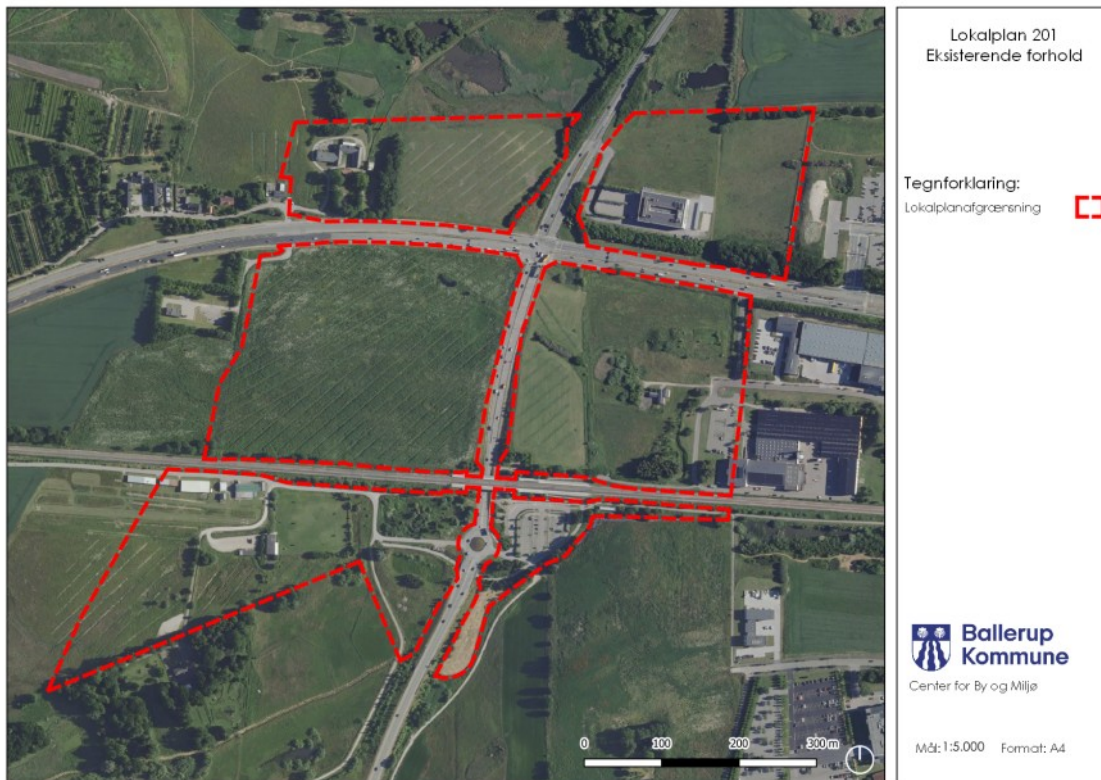 Lokalplan 201
Eksisterende forhold
Tegnforklaring:
Lokalplanafgrænsning
Ballerup
Kommune
Center for By og Miljø
Mål: 1:5.000 Format: A4
0 100 200 300 m